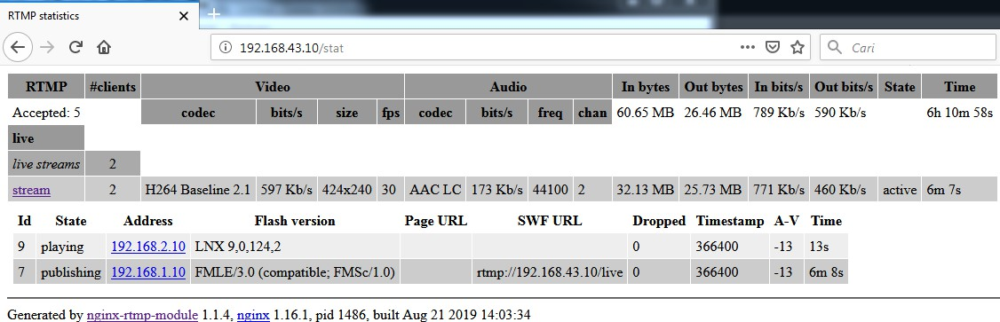 RTMP statistics
192.168.43.10/stat
Cari
RTMP #clients Video Audio In bytes Out bytes In bits/s Out bits/s State Time
Accepted: 5 codec bits/s size fps codec bits/s freq chan 60.65 MB 26.46 MB 789 Kb/s 590 Kb/s 6h 10m 58s
live
live streams 2
stream 2 H264 Baseline 2.1 597 Kb/s 424x240 30 AAC LC 173 Kb/s 44100 2 32.13 MB 25.73 MB 771 Kb/s 460 Kb/s active 6m 7s
Id State Address Flash version Page URL SWF URL Dropped Timestamp A-V Time
9 playing 192.168.2.10 LNX 9,0,124,2 0 366400 -13 13s
7 publishing 192.168.1.10 FMLE/3.0 (compatible; FMSc/1.0) rtmp://192.168.43.10/live 0 366400 -13 6m 8s
Generated by nginx-rtmp-module 1.1.4, nginx 1.16.1, pid 1486, built Aug 21 2019 14:03:34